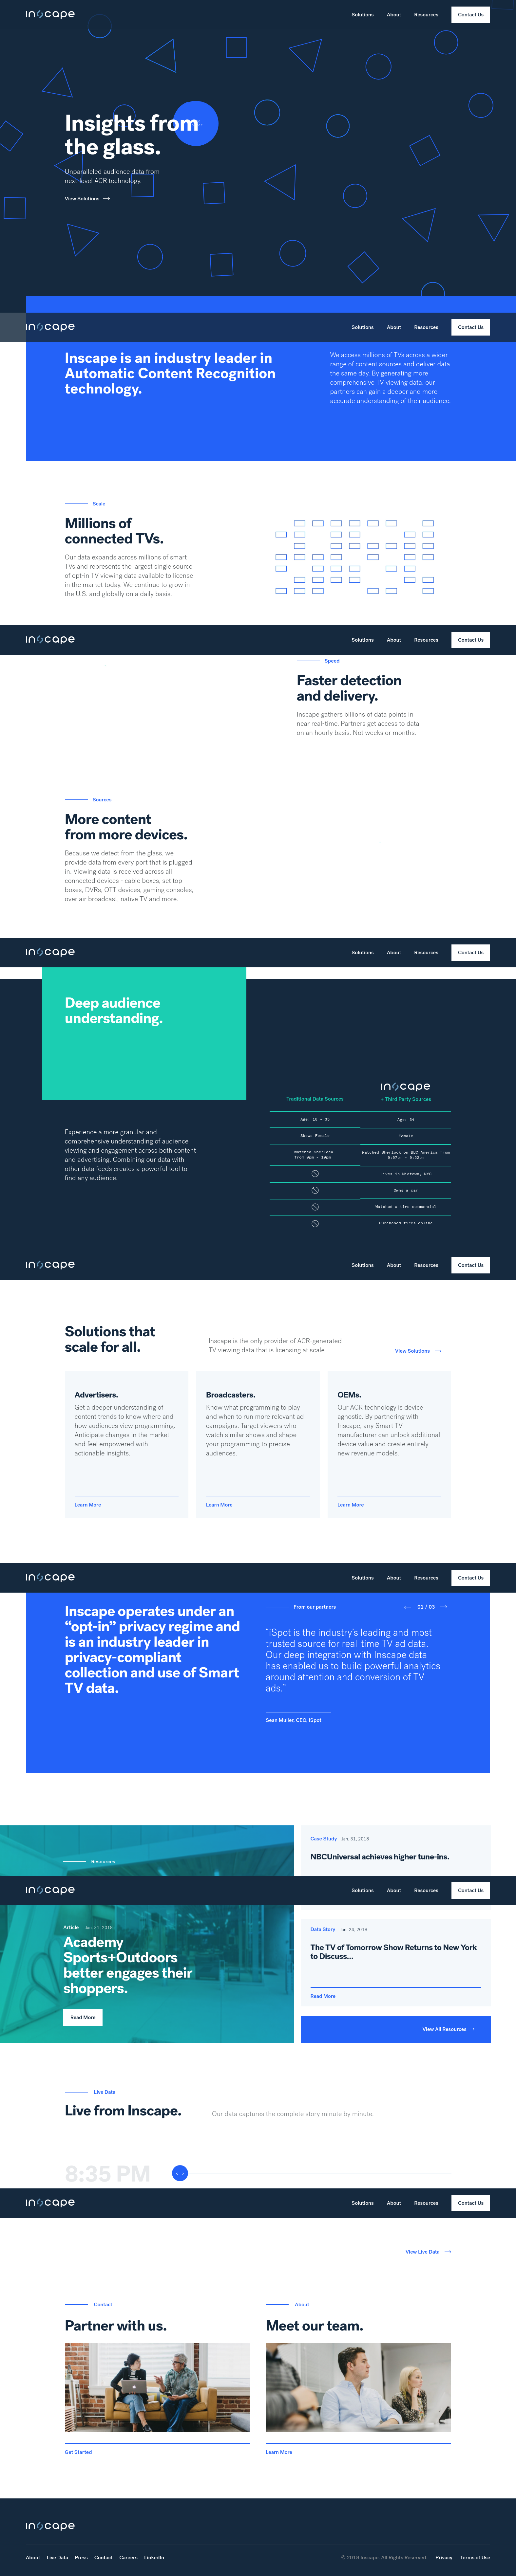 inscape
Solutions About Resources Contact Us
Insights from
the glass.
Unparalleled audience data from
next-level ACR technology.
View Solutions →
inscape
Solutions About Resources Contact Us
Inscape is an industry leader in
Automatic Content Recognition
technology.
We access millions of TVs across a wider
range of content sources and deliver data
the same day. By generating more
comprehensive TV viewing data, our
partners can gain a deeper and more
accurate understanding of their audience.
Scale
Millions of
connected TVs.
Our data expands across millions of smart
TVs and represents the largest single source
of opt-in TV viewing data available to license
in the market today. We continue to grow in
the U.S. and globally on a daily basis.
inscape
Solutions About Resources Contact Us
Speed
Faster detection
and delivery.
Inscape gathers billions of data points in
near real-time. Partners get access to data
on an hourly basis. Not weeks or months.
Sources
More content
from more devices.
Because we detect from the glass, we
provide data from every port that is plugged
in. Viewing data is received across all
connected devices - cable boxes, set top
boxes, DVRs, OTT devices, gaming consoles,
over air broadcast, native TV and more.
inscape
Solutions About Resources Contact Us
Deep audience
understanding.
Experience a more granular and
comprehensive understanding of audience
viewing and engagement across both content
and advertising. Combining our data with
other data feeds creates a powerful tool to
find any audience.
inscape
Traditional Data Sources + Third Party Sources
Age: 18 - 35 Age: 34
Skews Female Female
Watched Sherlock
from 9pm - 10pm
Watched Sherlock on BBC America from
9:07pm - 9:51pm
Lives in Midtown, NYC
Owns a car
Watched a tire commercial
Purchased tires online
inscape
Solutions About Resources Contact Us
Solutions that
scale for all.
Inscape is the only provider of ACR-generated
TV viewing data that is licensing at scale.
View Solutions →
Advertisers.
Get a deeper understanding of
content trends to know where and
how audiences view programming.
Anticipate changes in the market
and feel empowered with
actionable insights.
Learn More
Broadcasters.
Know what programming to play
and when to run more relevant ad
campaigns. Target viewers who
watch similar shows and shape
your programming to precise
audiences.
Learn More
OEMs.
Our ACR technology is device
agnostic. By partnering with
Inscape, any Smart TV
manufacturer can unlock additional
device value and create entirely
new revenue models.
Learn More
inscape
Solutions About Resources Contact Us
Inscape operates under an
“opt-in” privacy regime and
is an industry leader in
privacy-compliant
collection and use of Smart
TV data.
From our partners
← 01 / 03 →
“iSpot is the industry’s leading and most
trusted source for real-time TV ad data.
Our deep integration with Inscape data
has enabled us to build powerful analytics
around attention and conversion of TV
ads.”
Sean Muller, CEO, iSpot
Resources
Case Study Jan. 31, 2018
NBCUniversal achieves higher tune-ins.
inscape
Solutions About Resources Contact Us
Article Jan. 31, 2018
Academy
Sports+Outdoors
better engages their
shoppers.
Read More
Data Story Jan. 24, 2018
The TV of Tomorrow Show Returns to New York
to Discuss...
Read More
View All Resources →
Live Data
Live from Inscape.
Our data captures the complete story minute by minute.
8:35 PM
inscape
Solutions About Resources Contact Us
View Live Data →
Contact
Partner with us.
Get Started
About
Meet our team.
Learn More
inscape
About Live Data Press Contact Careers LinkedIn
© 2018 Inscape. All Rights Reserved. Privacy Terms of Use